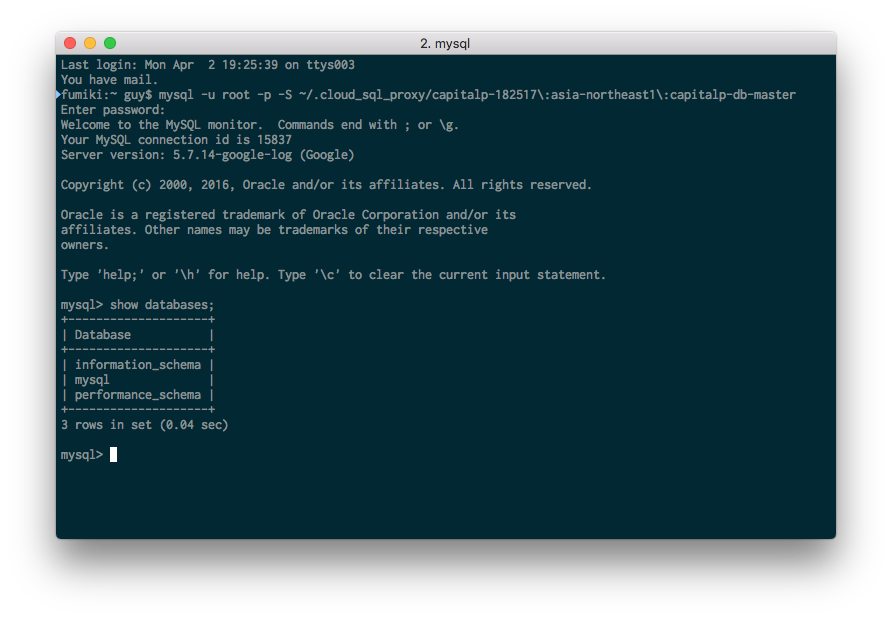 2. mysql
Last login: Mon Apr  2 19:25:39 on ttys003
You have mail.
fumiki:~ guy$ mysql -u root -p -S ~/.cloud_sql_proxy/capitalp-182517\:asia-northeast1\:capitalp-db-master
Enter password:
Welcome to the MySQL monitor.  Commands end with ; or \g.
Your MySQL connection id is 15837
Server version: 5.7.14-google-log (Google)
Copyright (c) 2000, 2016, Oracle and/or its affiliates. All rights reserved.
Oracle is a registered trademark of Oracle Corporation and/or its
affiliates. Other names may be trademarks of their respective
owners.
Type 'help;' or '\h' for help. Type '\c' to clear the current input statement.
mysql> show databases;
+--------------------+
| Database           |
+--------------------+
| information_schema |
| mysql              |
| performance_schema |
+--------------------+
3 rows in set (0.04 sec)
mysql>